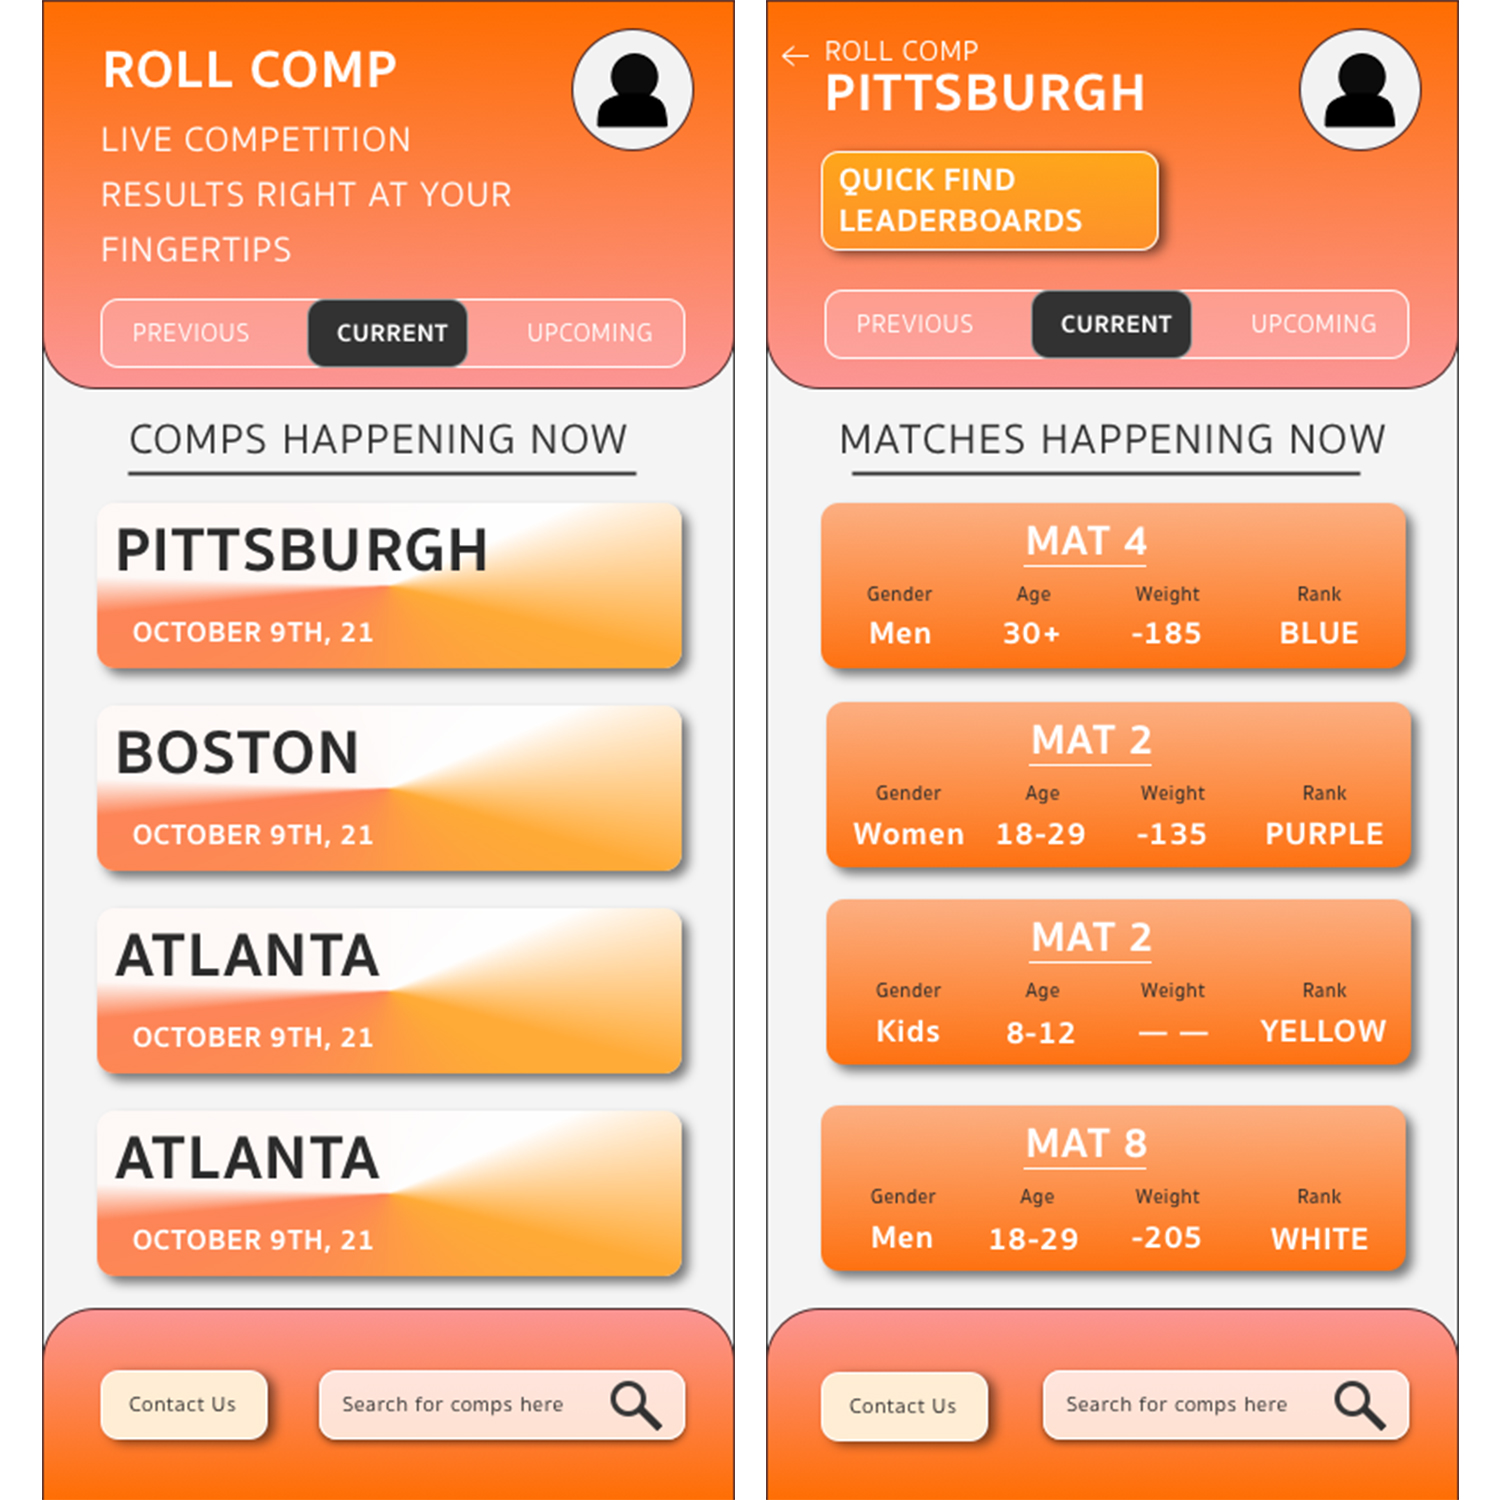 ROLL COMP
LIVE COMPETITION
RESULTS RIGHT AT YOUR
FINGERTIPS
PREVIOUS CURRENT UPCOMING
COMPS HAPPENING NOW
PITTSBURGH
OCTOBER 9TH, 21
BOSTON
OCTOBER 9TH, 21
ATLANTA
OCTOBER 9TH, 21
ATLANTA
OCTOBER 9TH, 21
Contact Us Search for comps here
ROLL COMP
PITTSBURGH
QUICK FIND
LEADERBOARDS
PREVIOUS CURRENT UPCOMING
MATCHES HAPPENING NOW
MAT 4
Gender Age Weight Rank
Men 30+ -185 BLUE
MAT 2
Gender Age Weight Rank
Women 18-29 -135 PURPLE
MAT 2
Gender Age Weight Rank
Kids 8-12 — — YELLOW
MAT 8
Gender Age Weight Rank
Men 18-29 -205 WHITE
Contact Us Search for comps here